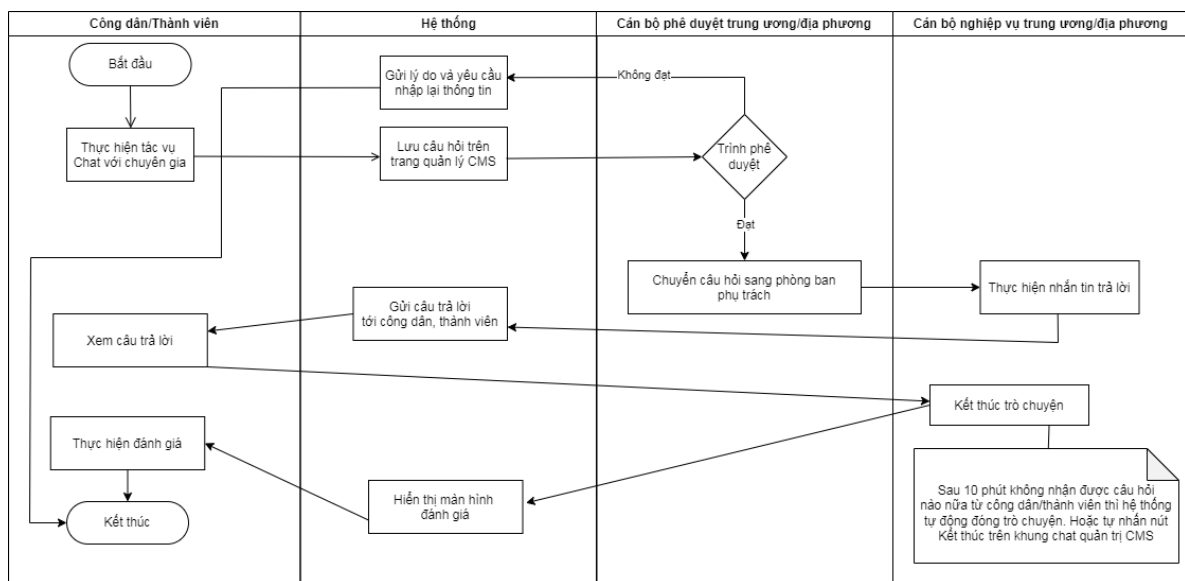 Công dân/Thành viên
Hệ thống
Cán bộ phê duyệt trung ương/địa phương
Cán bộ nghiệp vụ trung ương/địa phương
Bắt đầu
Gửi lý do và yêu cầu
nhập lại thông tin
Không đạt
Thực hiện tác vụ
Chat với chuyên gia
Lưu câu hỏi trên
trang quản lý CMS
Trình phê
duyệt
Đạt
Chuyển câu hỏi sang phòng ban
phụ trách
Thực hiện nhắn tin trả lời
Gửi câu trả lời
tới công dân, thành viên
Xem câu trả lời
Kết thúc trò chuyện
Thực hiện đánh giá
Hiển thị màn hình
đánh giá
Sau 10 phút không nhận được câu hỏi
nào nữa từ công dân/thành viên thì hệ thống
tự động đóng trò chuyện. Hoặc tự nhấn nút
Kết thúc trên khung chat quản trị CMS
Kết thúc